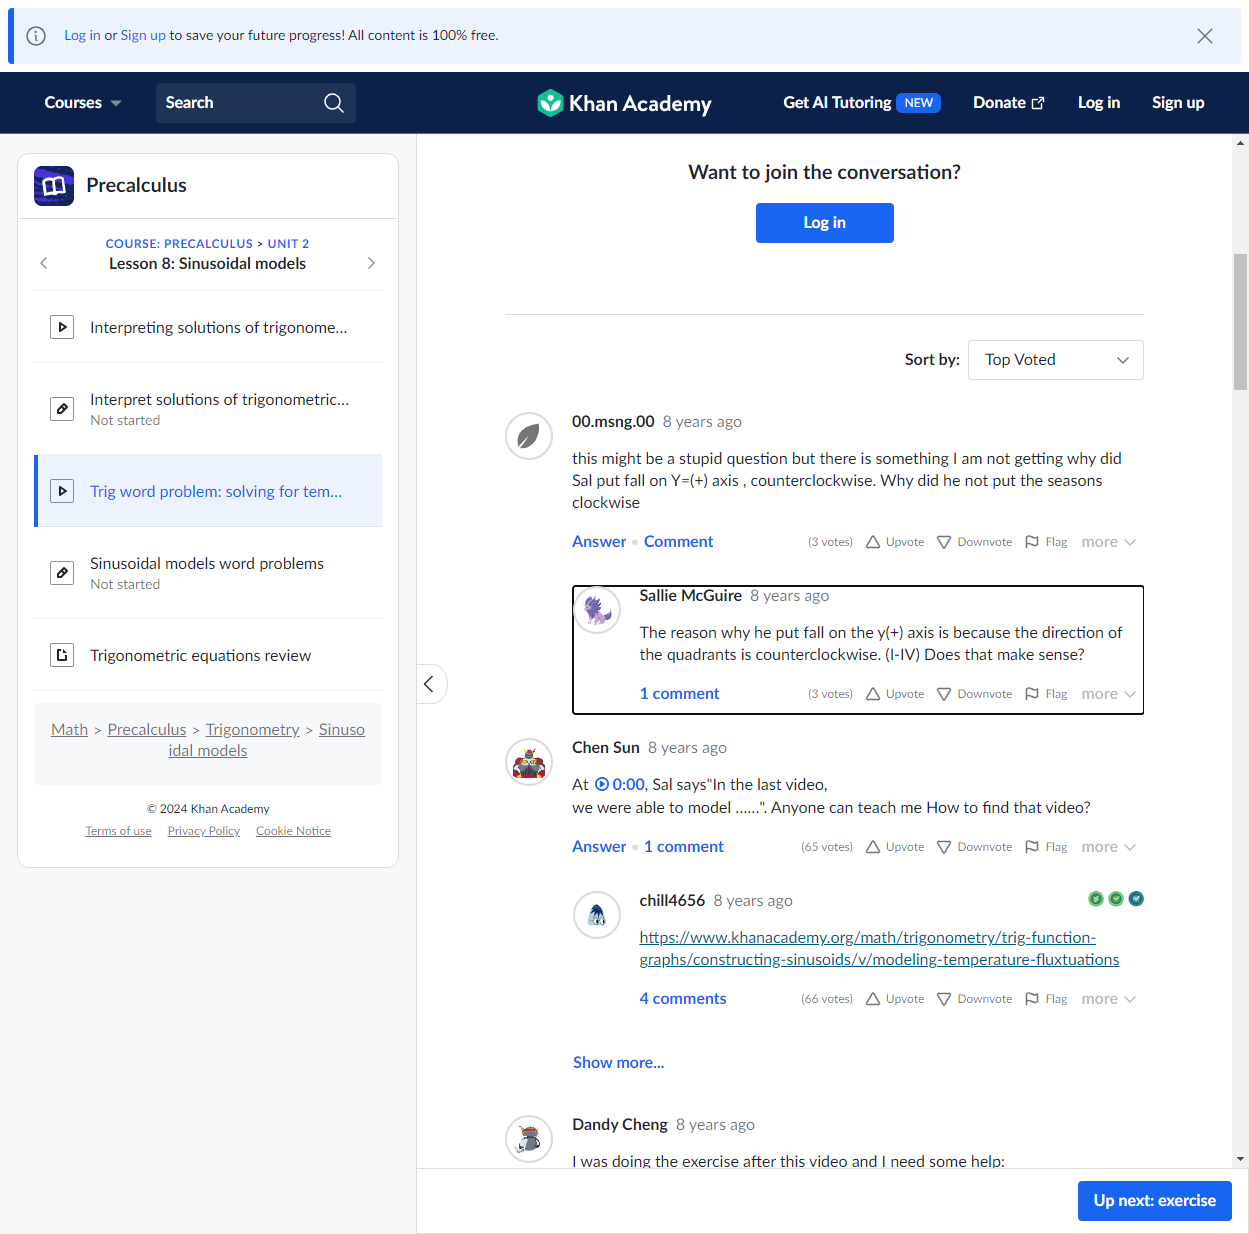 Log in or Sign up to save your future progress! All content is 100% free.
Courses
Search
Khan Academy
Get AI Tutoring NEW
Donate
Log in
Sign up
Precalculus
COURSE: PRECALCULUS > UNIT 2
Lesson 8: Sinusoidal models
Interpreting solutions of trigonome...
Interpret solutions of trigonometric...
Not started
Trig word problem: solving for tem...
Sinusoidal models word problems
Not started
Trigonometric equations review
Math > Precalculus > Trigonometry > Sinuso
idal models
© 2024 Khan Academy
Terms of use Privacy Policy Cookie Notice
Want to join the conversation?
Log in
Sort by: Top Voted
00.msng.00 8 years ago
this might be a stupid question but there is something I am not getting why did
Sal put fall on Y=(+) axis , counterclockwise. Why did he not put the seasons
clockwise
Answer • Comment (3 votes) Upvote Downvote Flag more
Sallie McGuire 8 years ago
The reason why he put fall on the y(+) axis is because the direction of
the quadrants is counterclockwise. (I-IV) Does that make sense?
1 comment (3 votes) Upvote Downvote Flag more
Chen Sun 8 years ago
At 0:00, Sal says"In the last video,
we were able to model ......". Anyone can teach me How to find that video?
Answer • 1 comment (65 votes) Upvote Downvote Flag more
chill4656 8 years ago
https://www.khanacademy.org/math/trigonometry/trig-function-
graphs/constructing-sinusoids/v/modeling-temperature-fluxtuations
4 comments (66 votes) Upvote Downvote Flag more
Show more...
Dandy Cheng 8 years ago
I was doing the exercise after this video and I need some help:
Up next: exercise